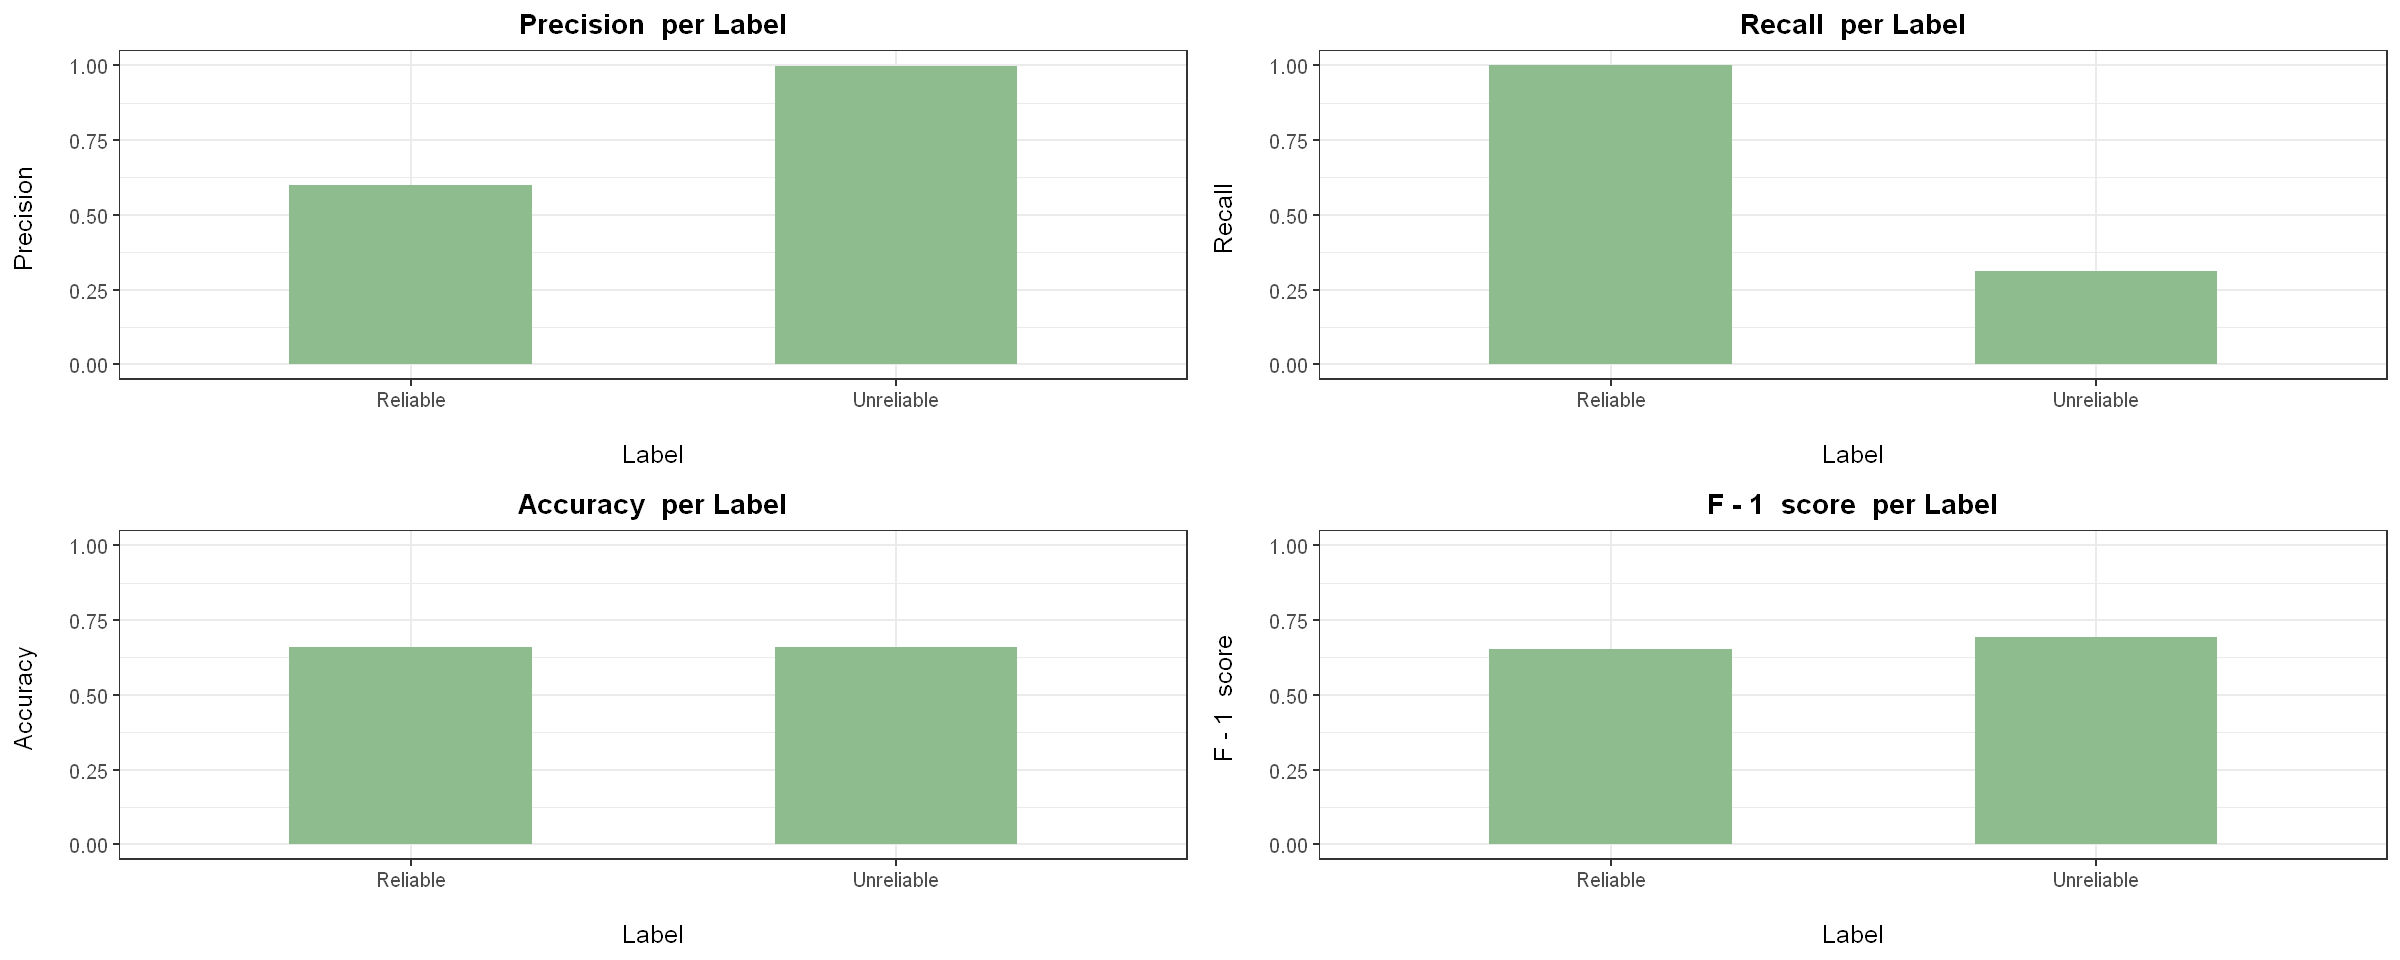 Precision  per Label
1.00
0.75
0.50
0.25
0.00
Precision
Reliable
Unreliable
Label
Recall  per Label
1.00
0.75
0.50
0.25
0.00
Recall
Reliable
Unreliable
Label
Accuracy  per Label
1.00
0.75
0.50
0.25
0.00
Accuracy
Reliable
Unreliable
Label
F - 1  score  per Label
1.00
0.75
0.50
0.25
0.00
F - 1  score
Reliable
Unreliable
Label